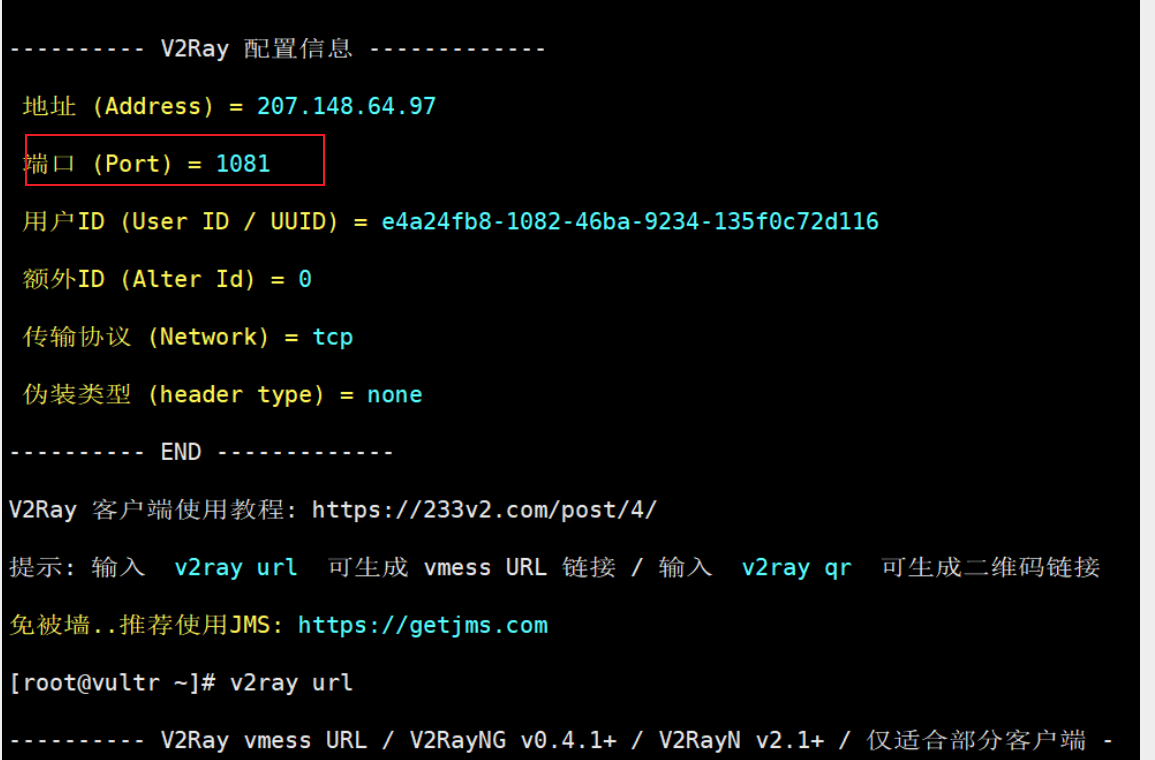 ---------- V2Ray 配置信息 -------------
地址 (Address) = 207.148.64.97
端口 (Port) = 1081
用户ID (User ID / UUID) = e4a24fb8-1082-46ba-9234-135f0c72d116
额外ID (Alter Id) = 0
传输协议 (Network) = tcp
伪装类型 (header type) = none
---------- END -------------
V2Ray 客户端使用教程: https://233v2.com/post/4/
提示: 输入 v2ray url 可生成 vmess URL 链接 / 输入 v2ray qr 可生成二维码链接
免被墙..推荐使用JMS: https://getjms.com
[root@vultr ~]# v2ray url
---------- V2Ray vmess URL / V2RayNG v0.4.1+ / V2RayN v2.1+ / 仅适合部分客户端 -